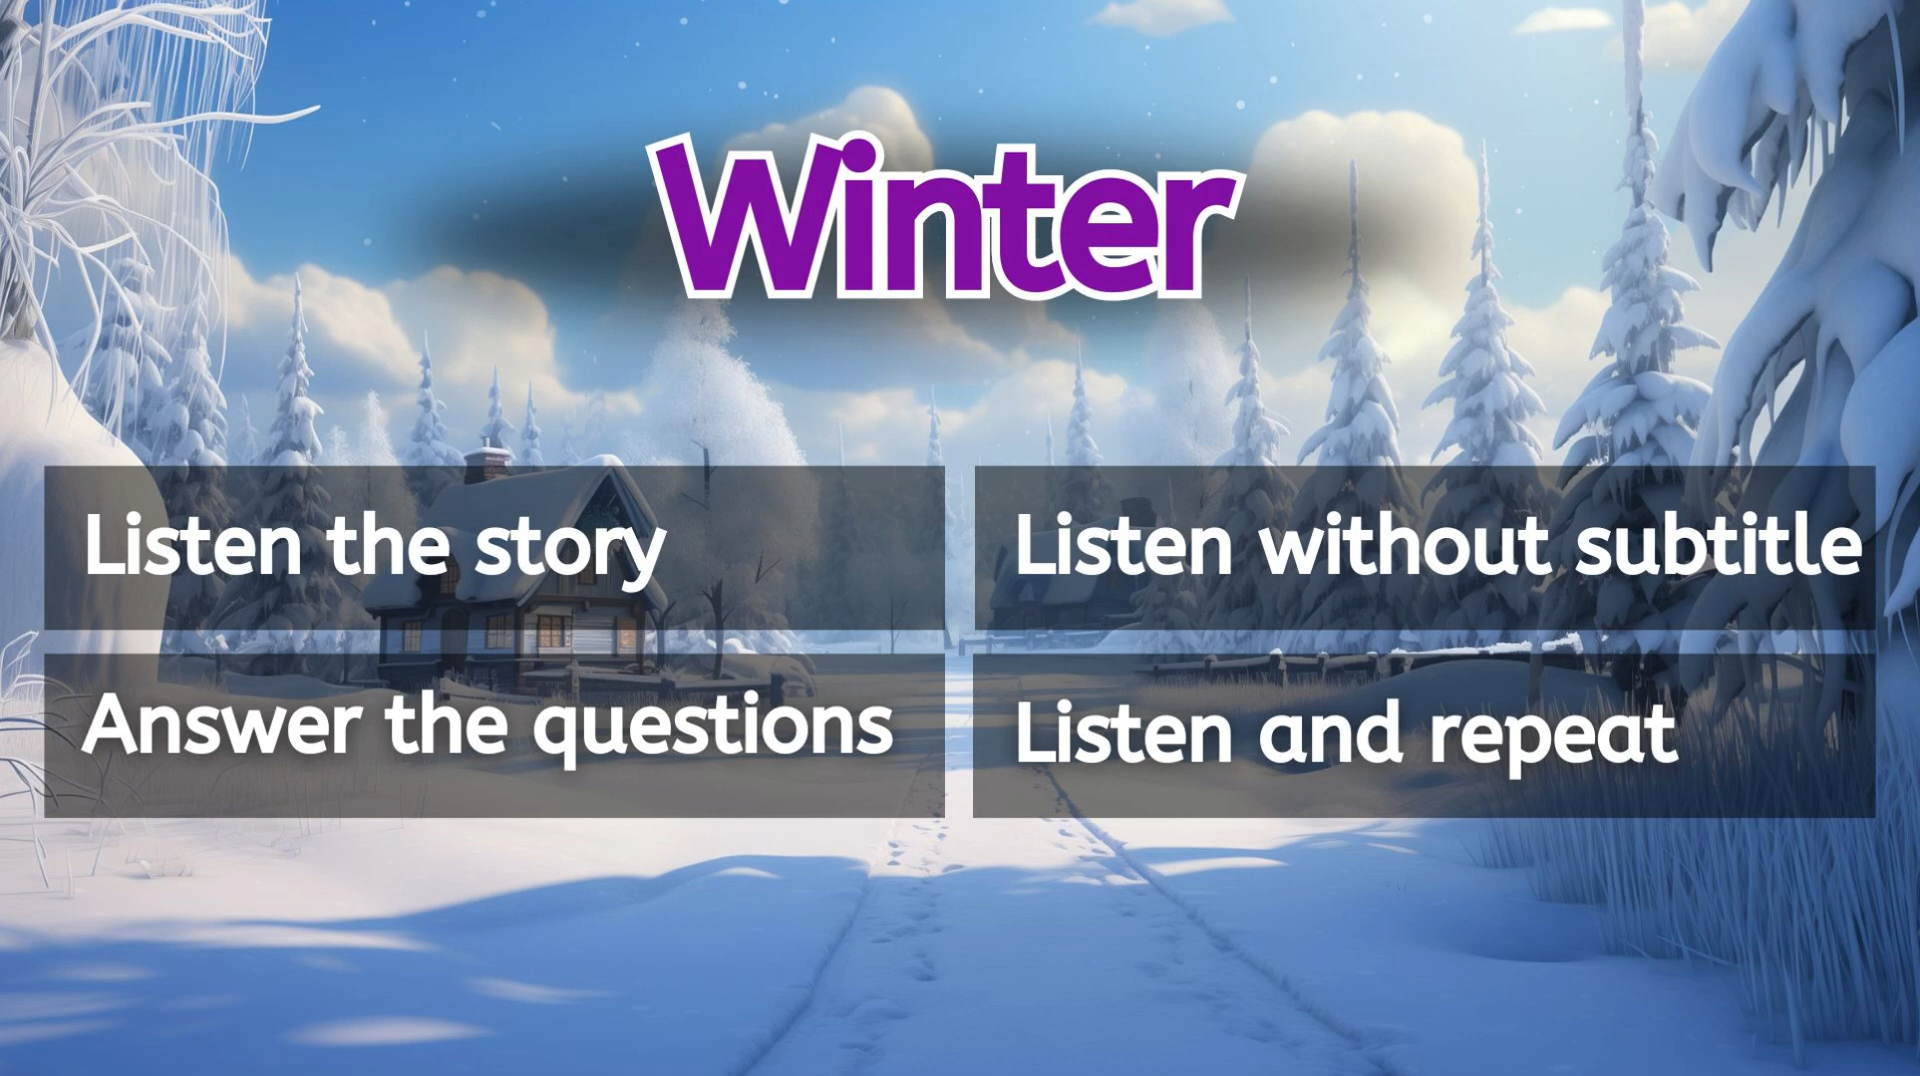 Winter
Listen the story
Listen without subtitle
Answer the questions
Listen and repeat